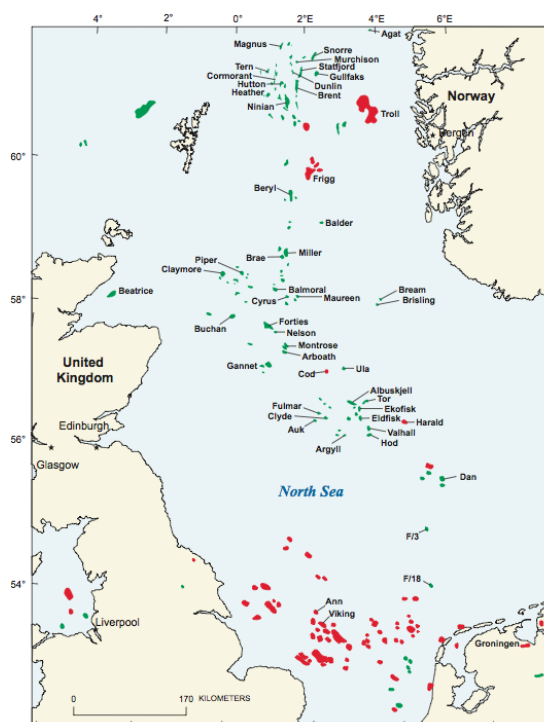 0° 2° 4° 6°
Agat
Magnus
Snorre
Murchison
Tern
Statfjord
Cormorant
Gullfaks
Hutton
Dunlin
Heather
Brent
Ninian
Troll
Norway
Bergen
60°
Frigg
Beryl
Balder
Piper
Brae
Miller
Claymore
Beatrice
Balmoral
Bream
58°
Cyrus
Maureen
Brisling
Buchan
Forties
Nelson
Montrose
Arboath
United
Kingdom
Gannet
Cod
Ula
Albuskjell
Tor
Fulmar
Ekofisk
Clyde
Eldfisk
Harald
Edinburgh
Auk
Valhall
56°
Argyll
Hod
Glasgow
North Sea
Dan
F/3
54°
F/18
Ann
Viking
Liverpool
Groningen
0 170 KILOMETERS